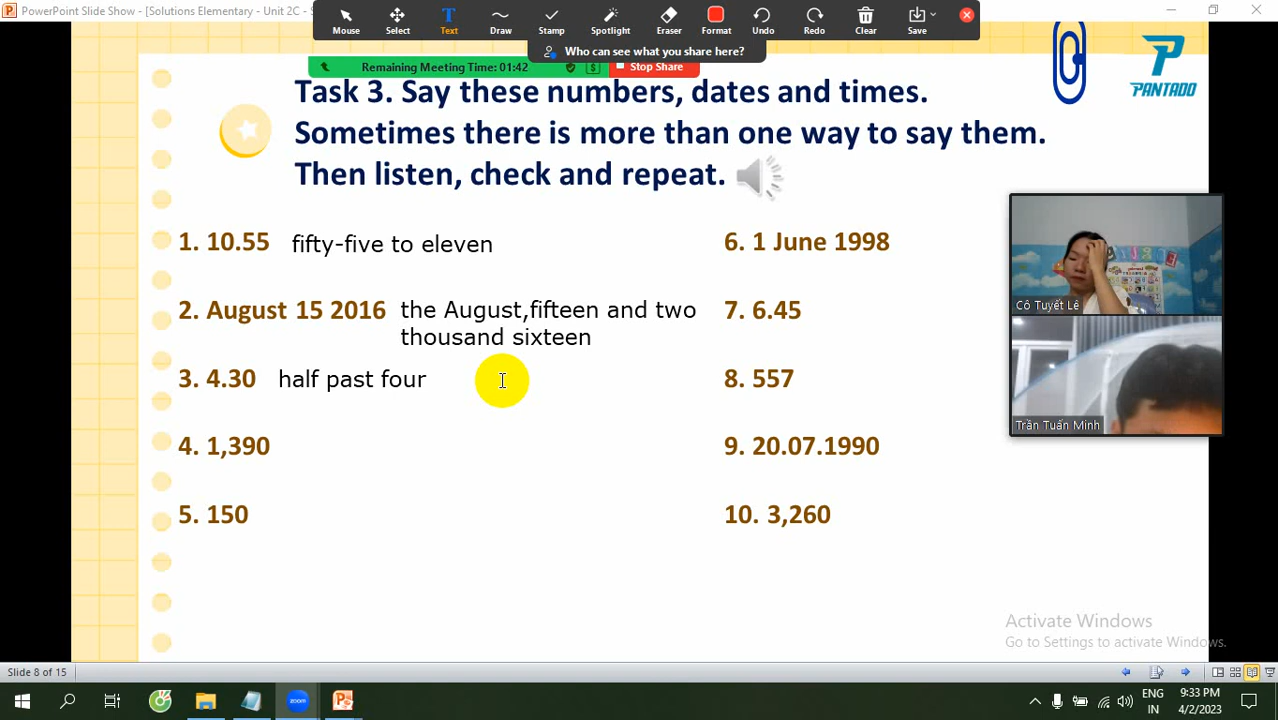 PowerPoint Slide Show - [Solutions Elementary - Unit 2C - S
Mouse
Select
Text
Draw
Stamp
Spotlight
Eraser
Format
Undo
Redo
Clear
Save
Who can see what you share here?
Remaining Meeting Time: 01:42
Stop Share
PANTADO
Task 3. Say these numbers, dates and times.
Sometimes there is more than one way to say them.
Then listen, check and repeat.
1. 10.55 fifty-five to eleven
2. August 15 2016 the August,fifteen and two
thousand sixteen
3. 4.30 half past four
4. 1,390
5. 150
6. 1 June 1998
7. 6.45
8. 557
9. 20.07.1990
10. 3,260
Cô Tuyết Lê
Trần Tuấn Minh
Activate Windows
Go to Settings to activate Windows.
Slide 8 of 15
zoom
ENG
IN
9:33 PM
4/2/2023